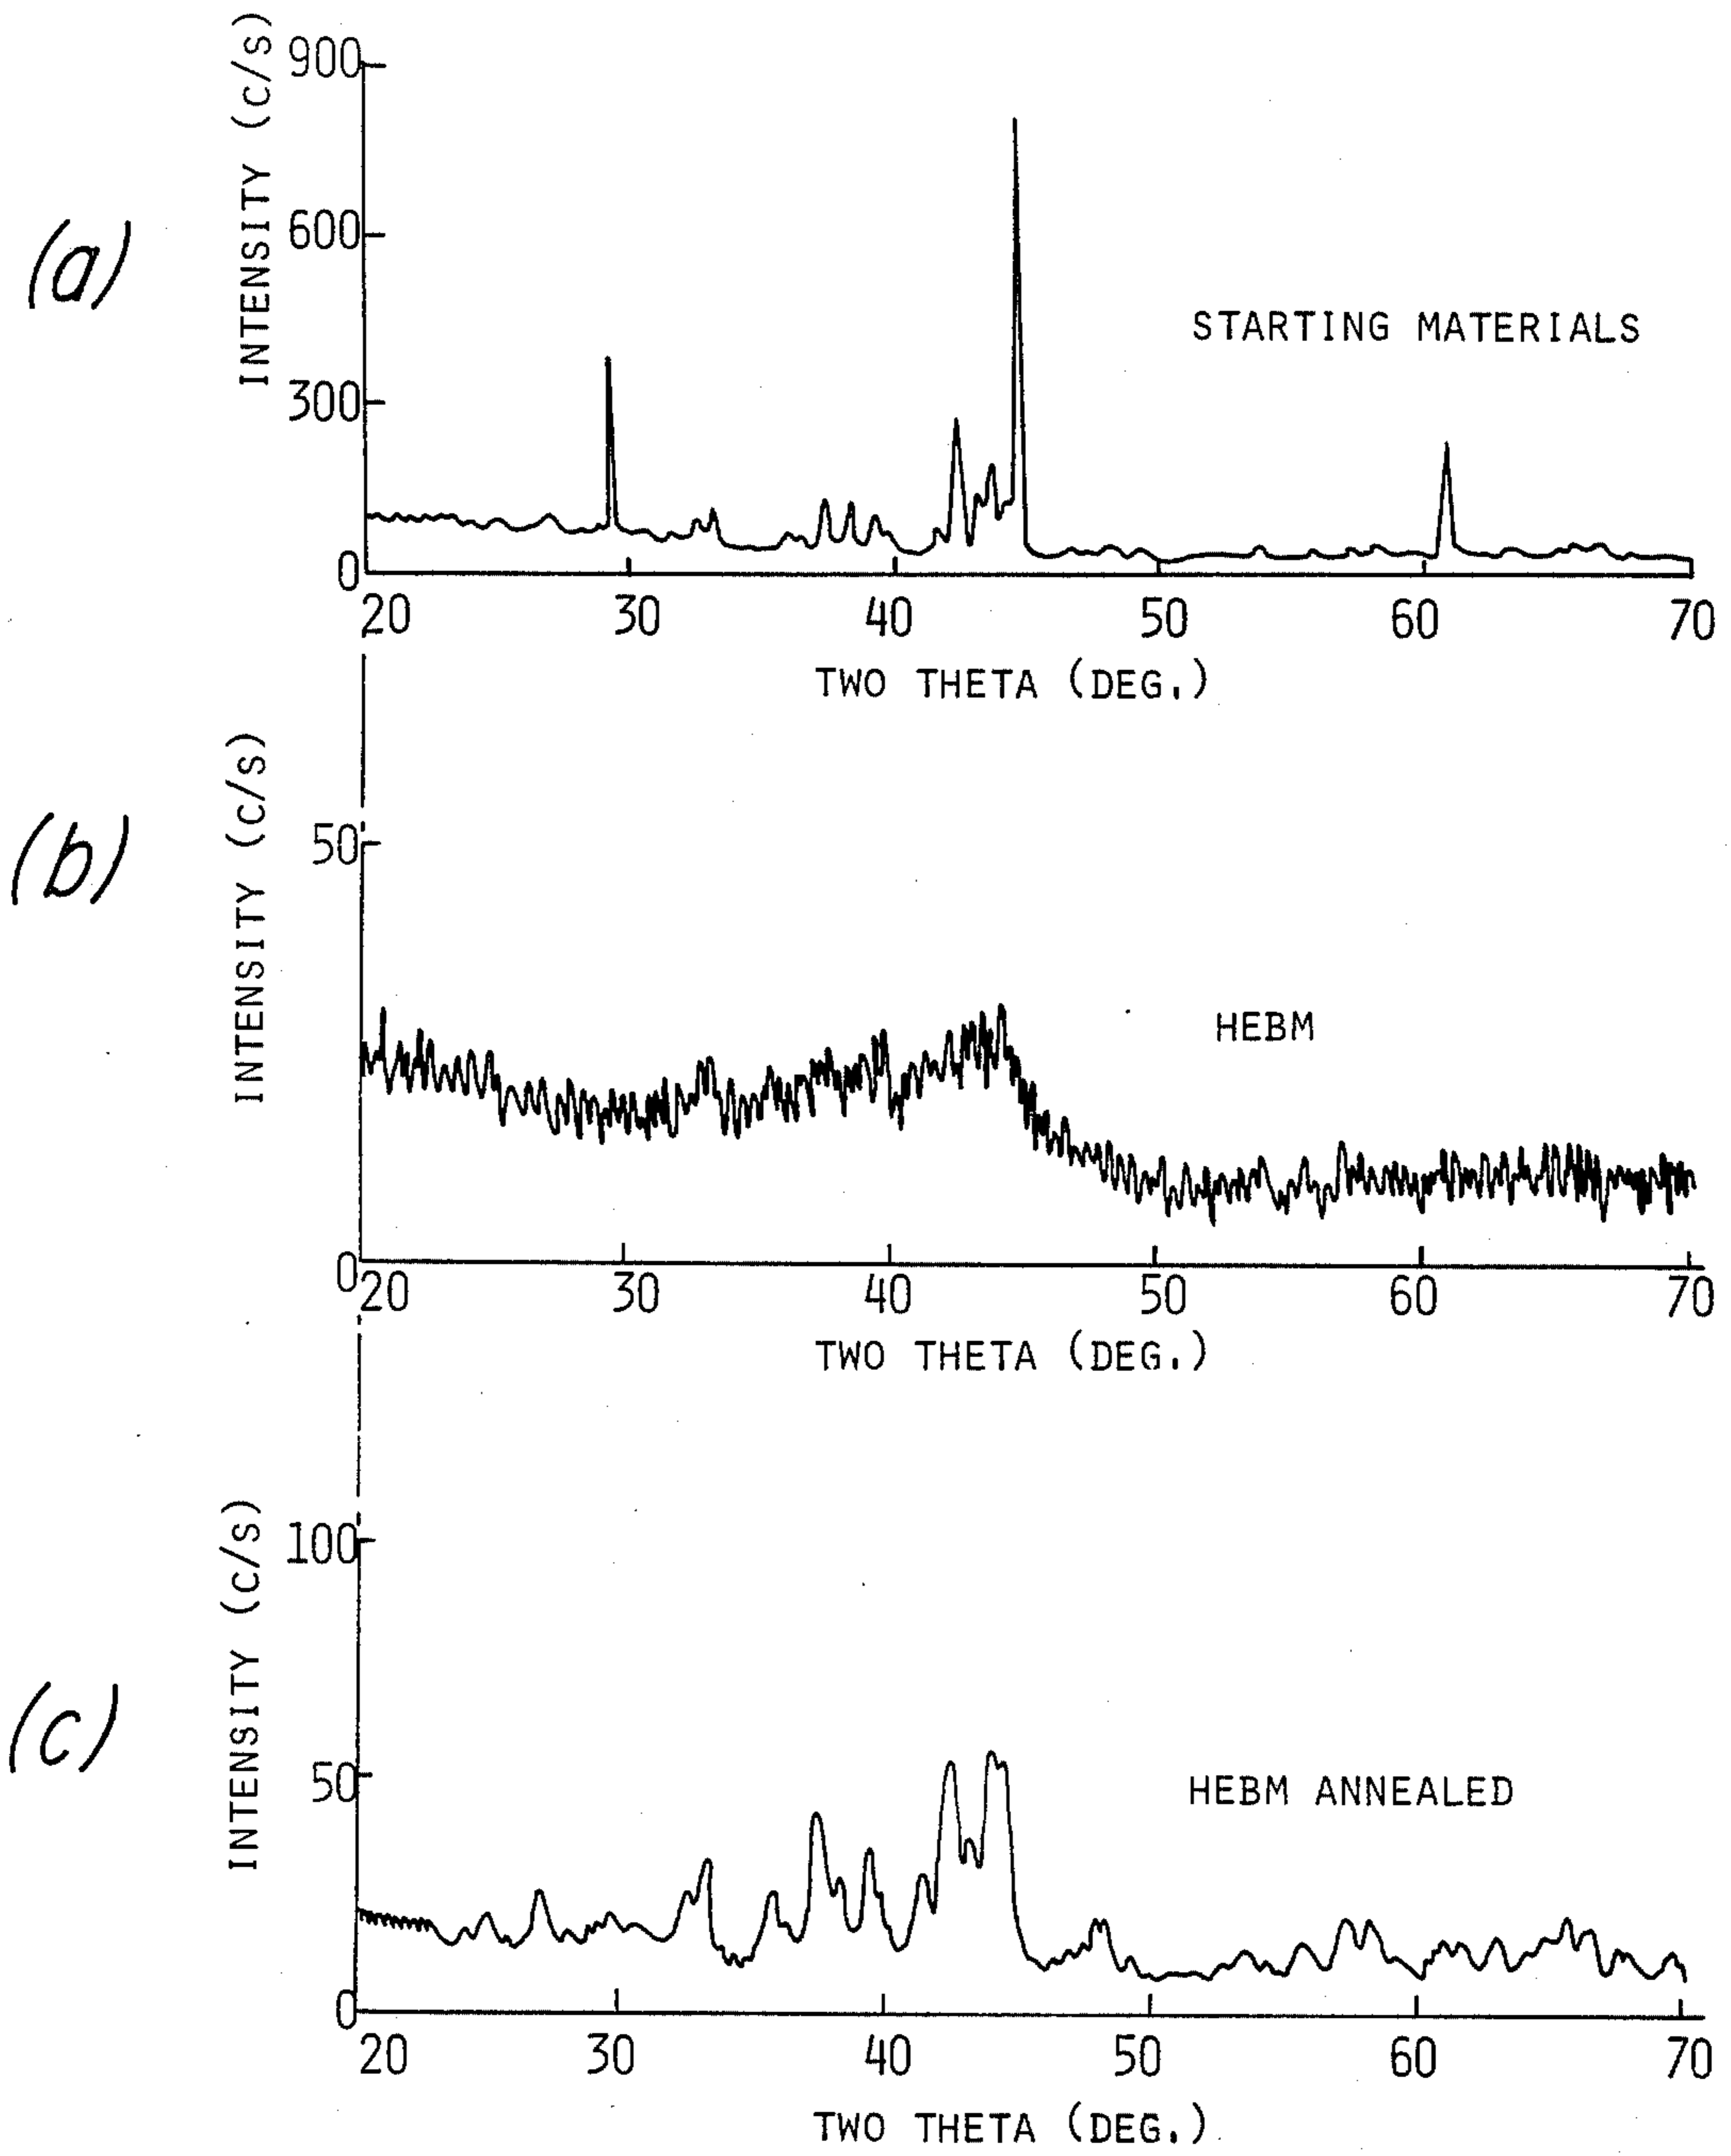 (a)
INTENSITY (c/s)
900
600
300
0
STARTING MATERIALS
20 30 40 50 60 70
TWO THETA (DEG.)
(b)
INTENSITY (c/s)
50
0
HEBM
20 30 40 50 60 70
TWO THETA (DEG.)
(c)
INTENSITY (c/s)
100
50
0
HEBM ANNEALED
20 30 40 50 60 70
TWO THETA (DEG.)